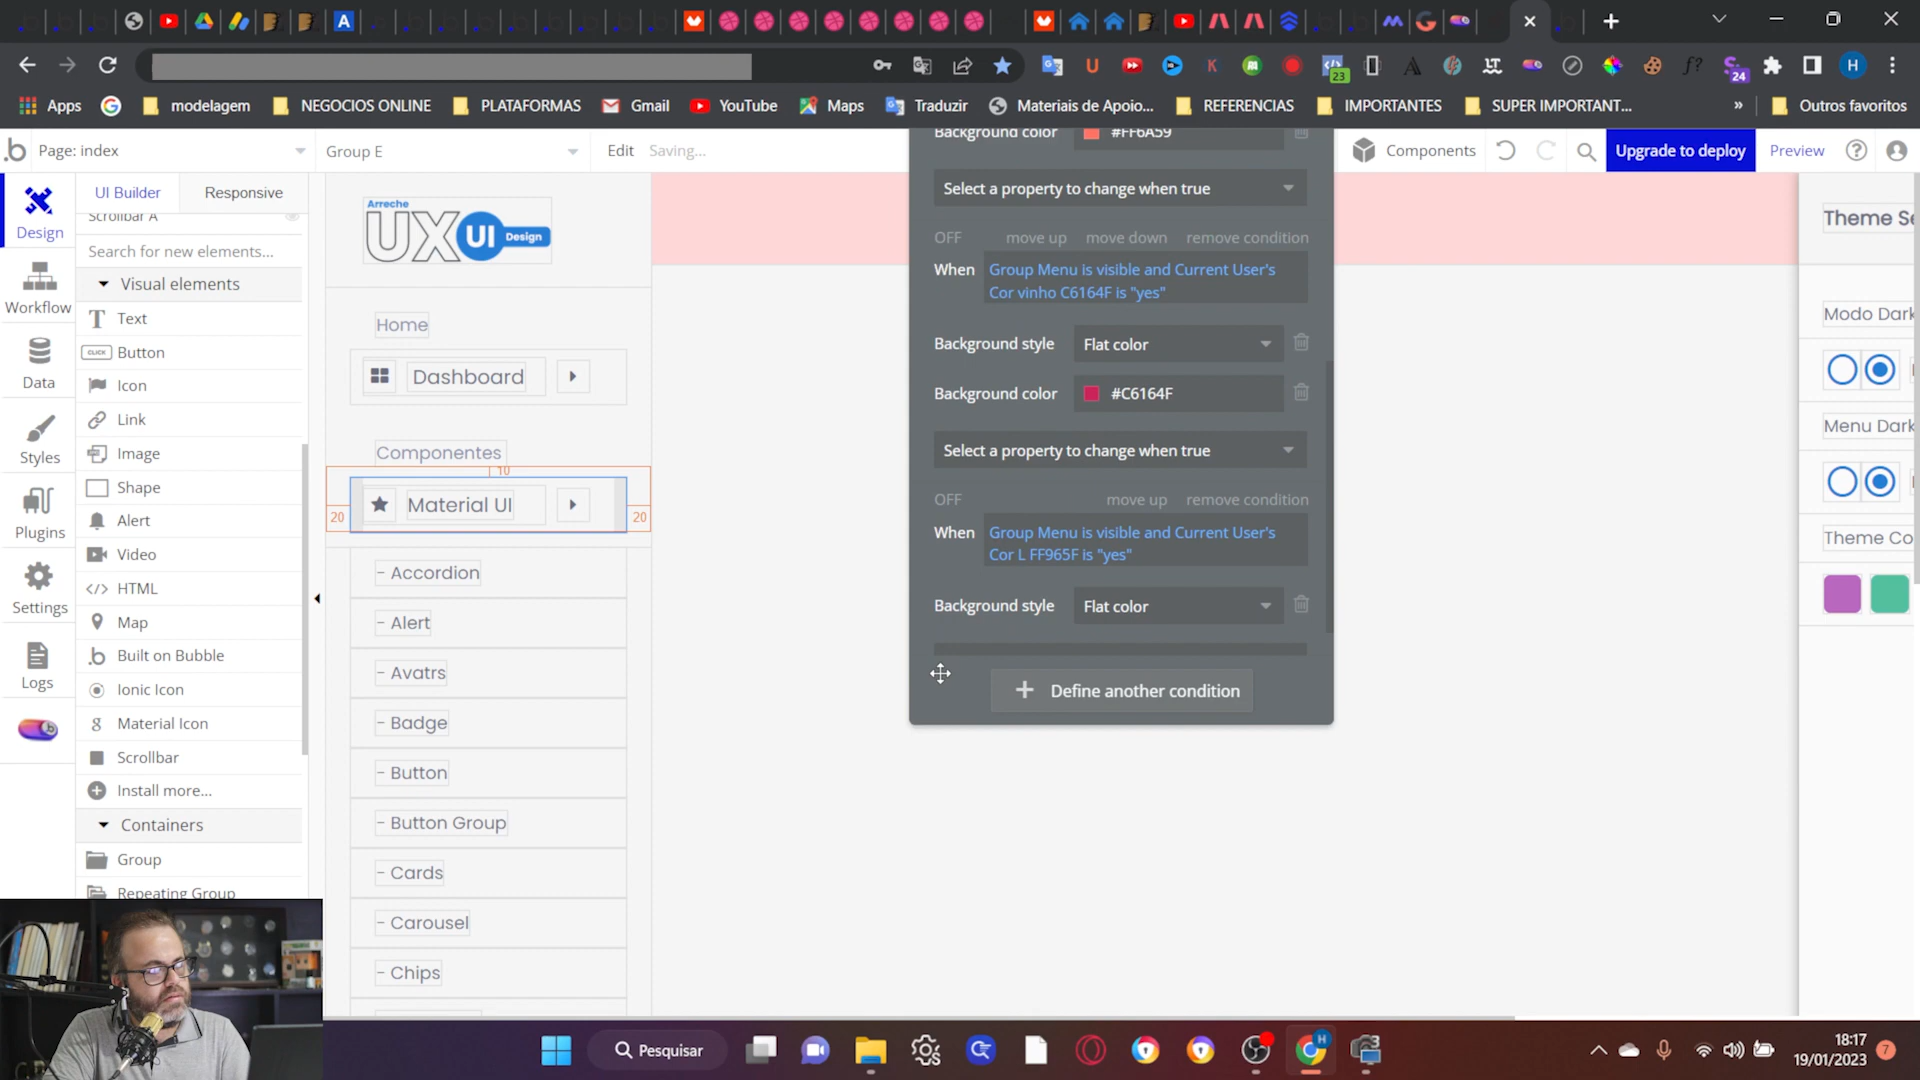 23
24
Apps
modelagem
NEGOCIOS ONLINE
PLATAFORMAS
Gmail
YouTube
Maps
Traduzir
Materiais de Apoio...
REFERENCIAS
IMPORTANTES
SUPER IMPORTANT...
»
Outros favoritos
Page: index
Group E
Edit
Saving...
Components
Upgrade to deploy
Preview
Design
Workflow
Data
Styles
Plugins
Settings
Logs
UI Builder
Responsive
Scrollbar A
Search for new elements...
Visual elements
Text
CLICK Button
Icon
Link
Image
Shape
Alert
Video
</> HTML
Map
Built on Bubble
Ionic Icon
Material Icon
Scrollbar
Install more...
Containers
Group
Repeating Group
Arreche
UX UI Design
Home
Dashboard
Componentes
10
Material UI
20
20
- Accordion
- Alert
- Avatrs
- Badge
- Button
- Button Group
- Cards
- Carousel
- Chips
Background color #FF6A59
Select a property to change when true
OFF move up move down remove condition
When Group Menu is visible and Current User's
Cor vinho C6164F is "yes"
Background style Flat color
Background color #C6164F
Select a property to change when true
OFF move up remove condition
When Group Menu is visible and Current User's
Cor L FF965F is "yes"
Background style Flat color
+ Define another condition
Theme Se
Modo Dark
Menu Dark
Theme Co
Pesquisar
18:17
19/01/2023
7